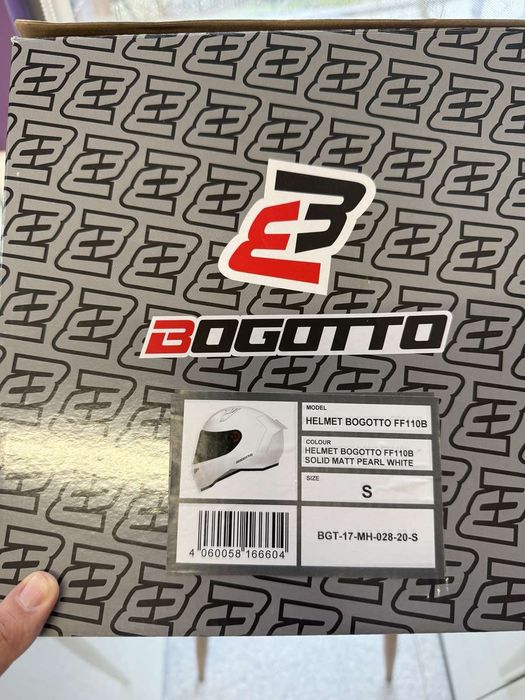 BOGOTTO
MODEL
HELMET BOGOTTO FF110B
COLOUR
HELMET BOGOTTO FF110B
SOLID MATT PEARL WHITE
SIZE
S
BOGOTTO
4 060058 166604
BGT-17-MH-028-20-S